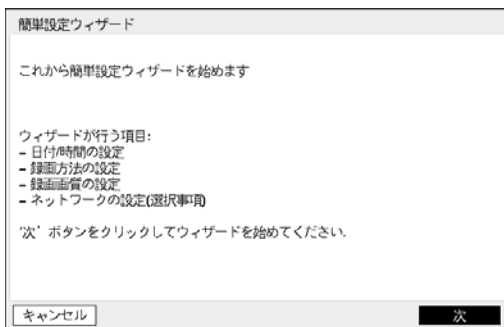 簡単設定ウィザード
これから簡単設定ウィザードを始めます
ウィザードが行う項目:
- 日付/時間の設定
- 録画方法の設定
- 録画画質の設定
- ネットワークの設定(選択事項)
'次' ボタンをクリックしてウィザードを始めてください.
キャンセル
次